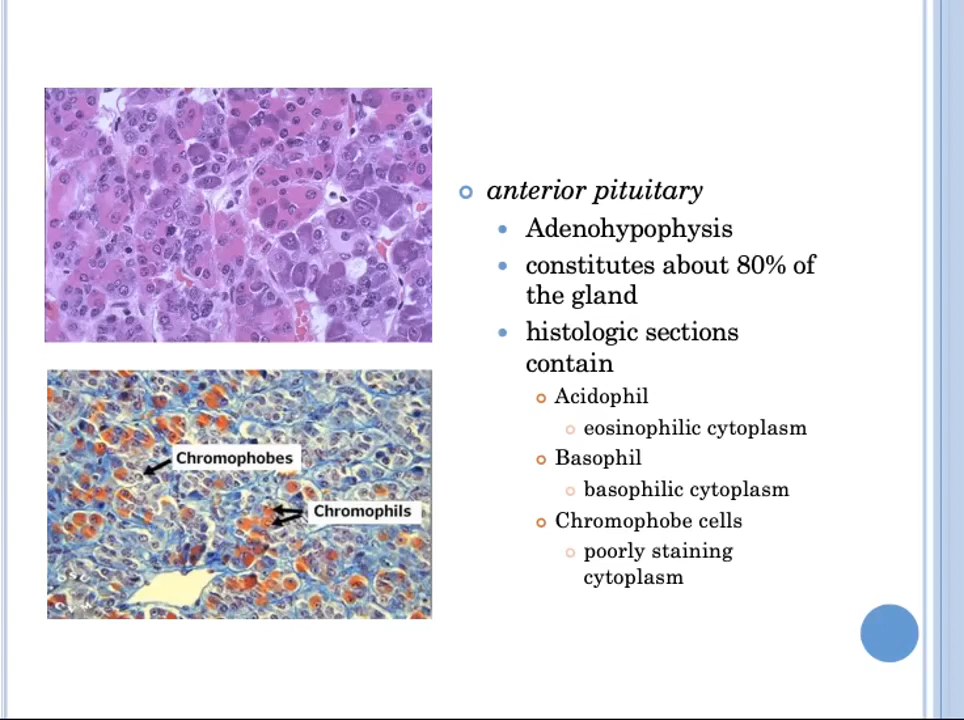 anterior pituitary
Adenohypophysis
constitutes about 80% of
the gland
histologic sections
contain
Acidophil
eosinophilic cytoplasm
Basophil
basophilic cytoplasm
Chromophobe cells
poorly staining
cytoplasm
Chromophobes
Chromophils